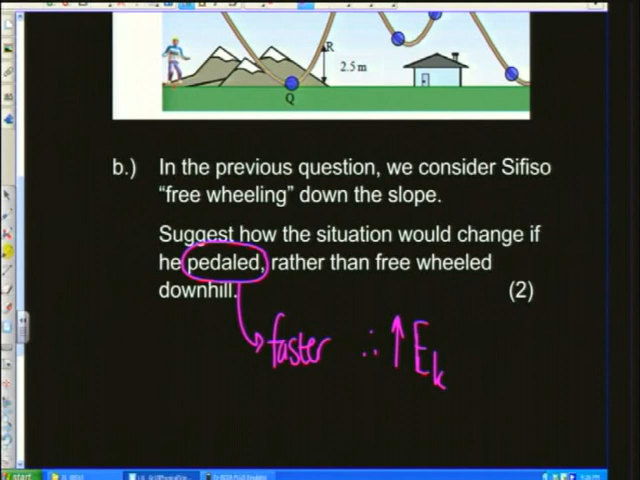 R
2.5 m
Q
b.) In the previous question, we consider Sifiso
“free wheeling” down the slope.
Suggest how the situation would change if
he pedaled, rather than free wheeled
downhill. (2)
faster ∴ ↑ Ek
start